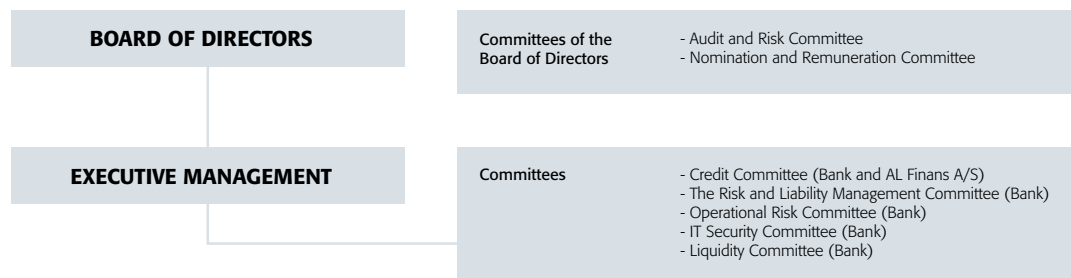 BOARD OF DIRECTORS
Committees of the
Board of Directors
- Audit and Risk Committee
- Nomination and Remuneration Committee
EXECUTIVE MANAGEMENT
Committees
- Credit Committee (Bank and AL Finans A/S)
- The Risk and Liability Management Committee (Bank)
- Operational Risk Committee (Bank)
- IT Security Committee (Bank)
- Liquidity Committee (Bank)